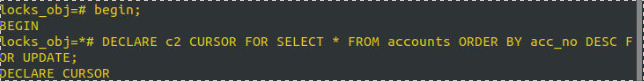 locks_obj=# begin;
BEGIN
locks_obj=*# DECLARE c2 CURSOR FOR SELECT * FROM accounts ORDER BY acc_no DESC F
OR UPDATE;
DECLARE CURSOR